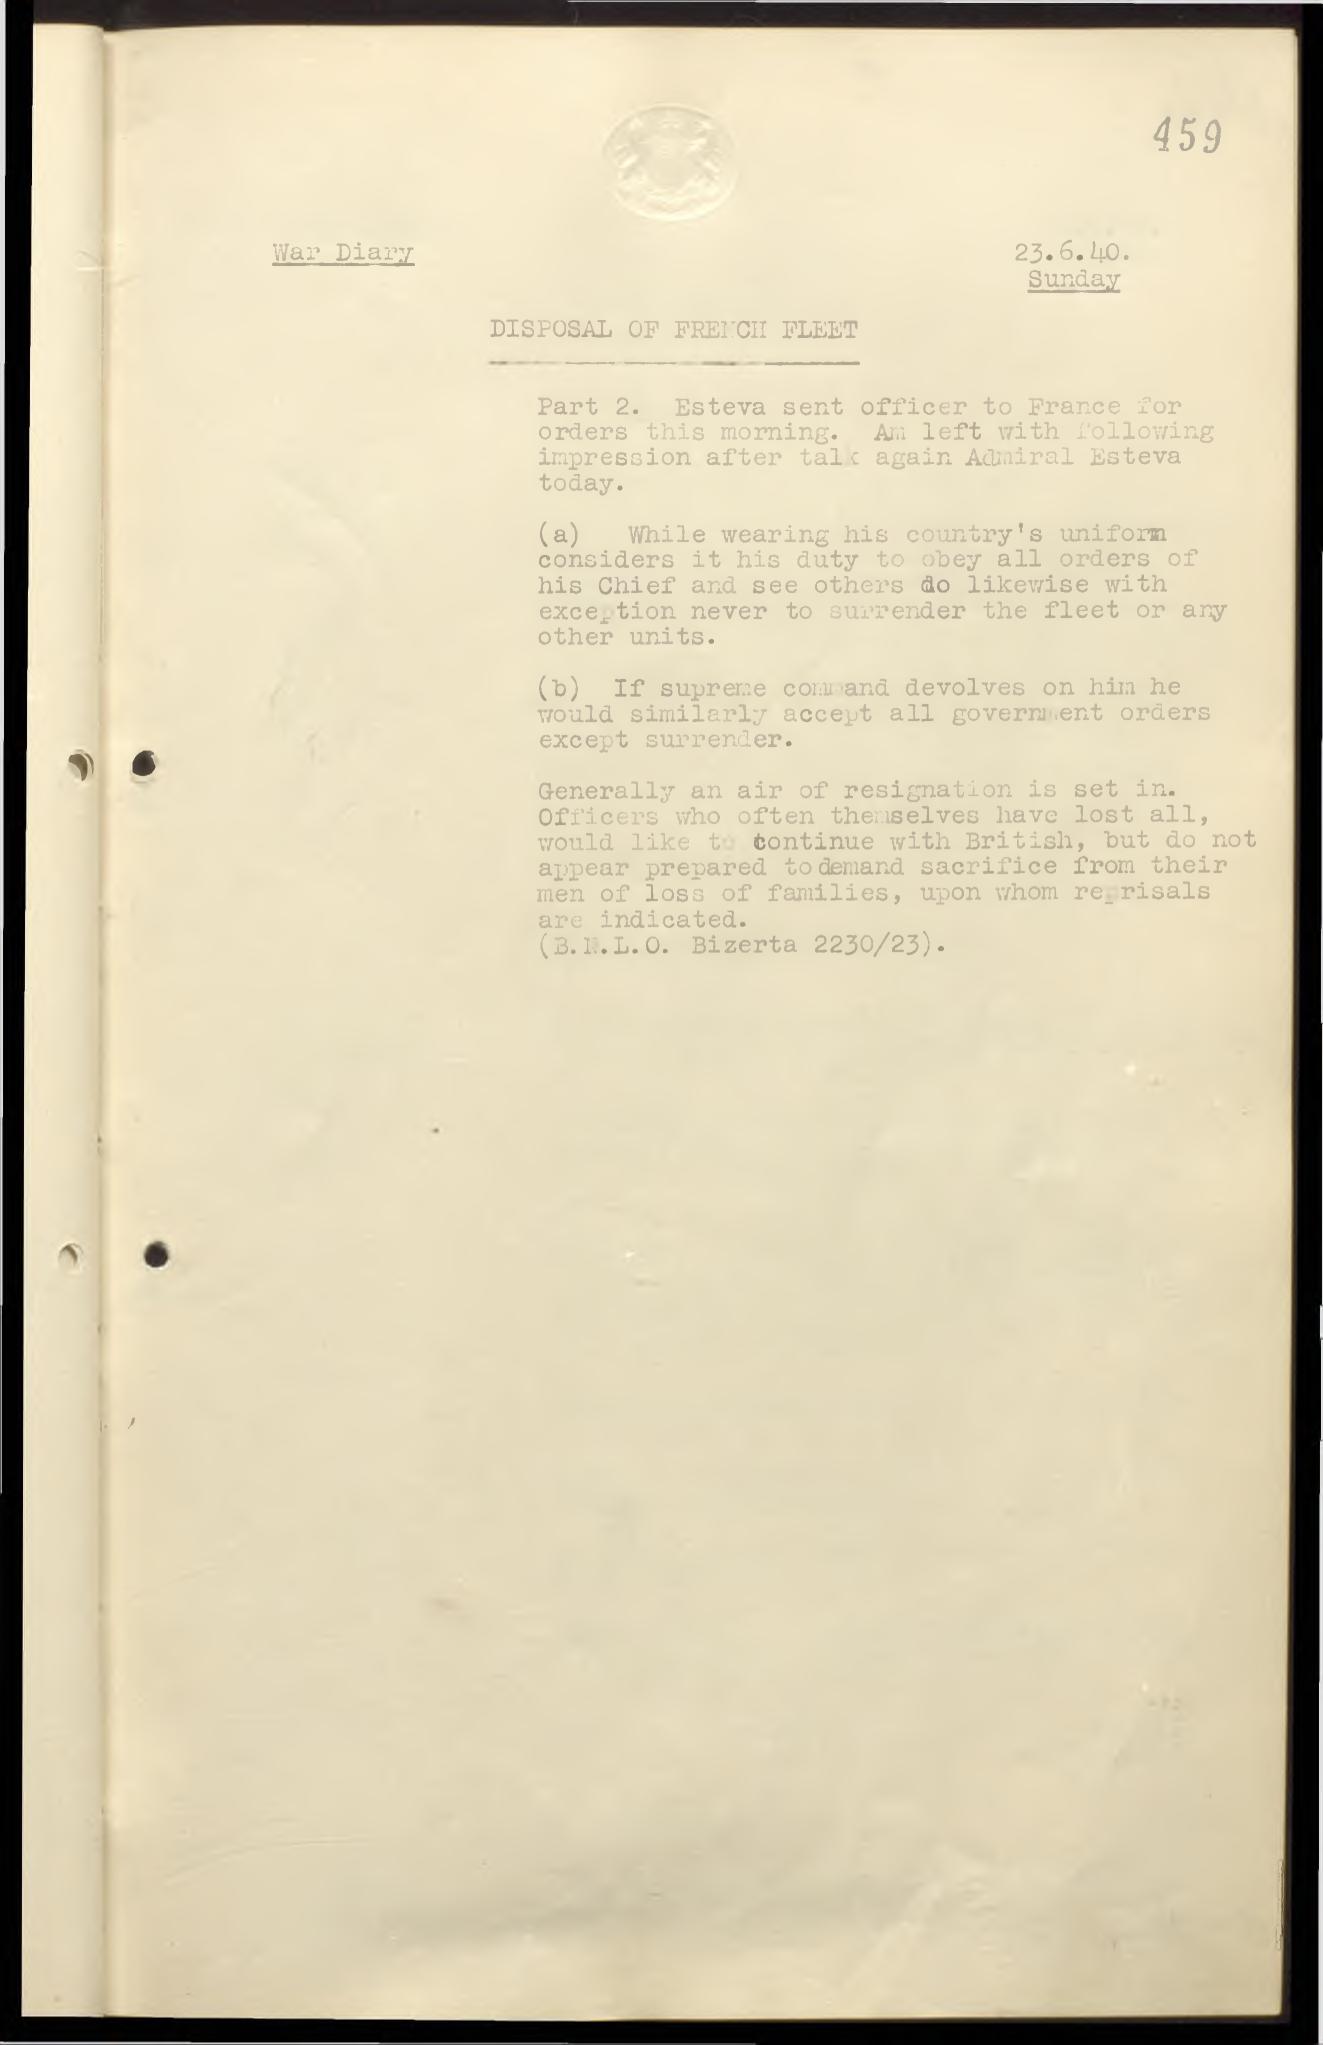 459
War Diary
23.6.40.
Sunday
DISPOSAL OF FRENCH FLEET
Part 2. Esteva sent officer to France for
orders this morning. Am left with following
impression after talk again Admiral Esteva
today.
(a) While wearing his country's uniform
considers it his duty to obey all orders of
his Chief and see others do likewise with
exception never to surrender the fleet or any
other units.
(b) If supreme command devolves on him he
would similarly accept all government orders
except surrender.
Generally an air of resignation is set in.
Officers who often themselves have lost all,
would like to continue with British, but do not
appear prepared to demand sacrifice from their
men of loss of families, upon whom reprisals
are indicated.
(B.N.L.O. Bizerta 2230/23).